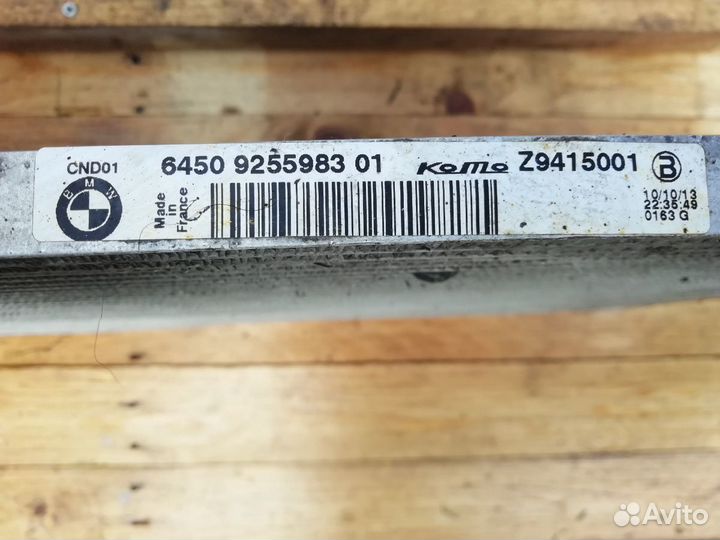 CND01 6450 9255983 01 KoMo Z9415001 B
BMW
Made
in
France
10/10/13
22.35.49
0163 G
Avito